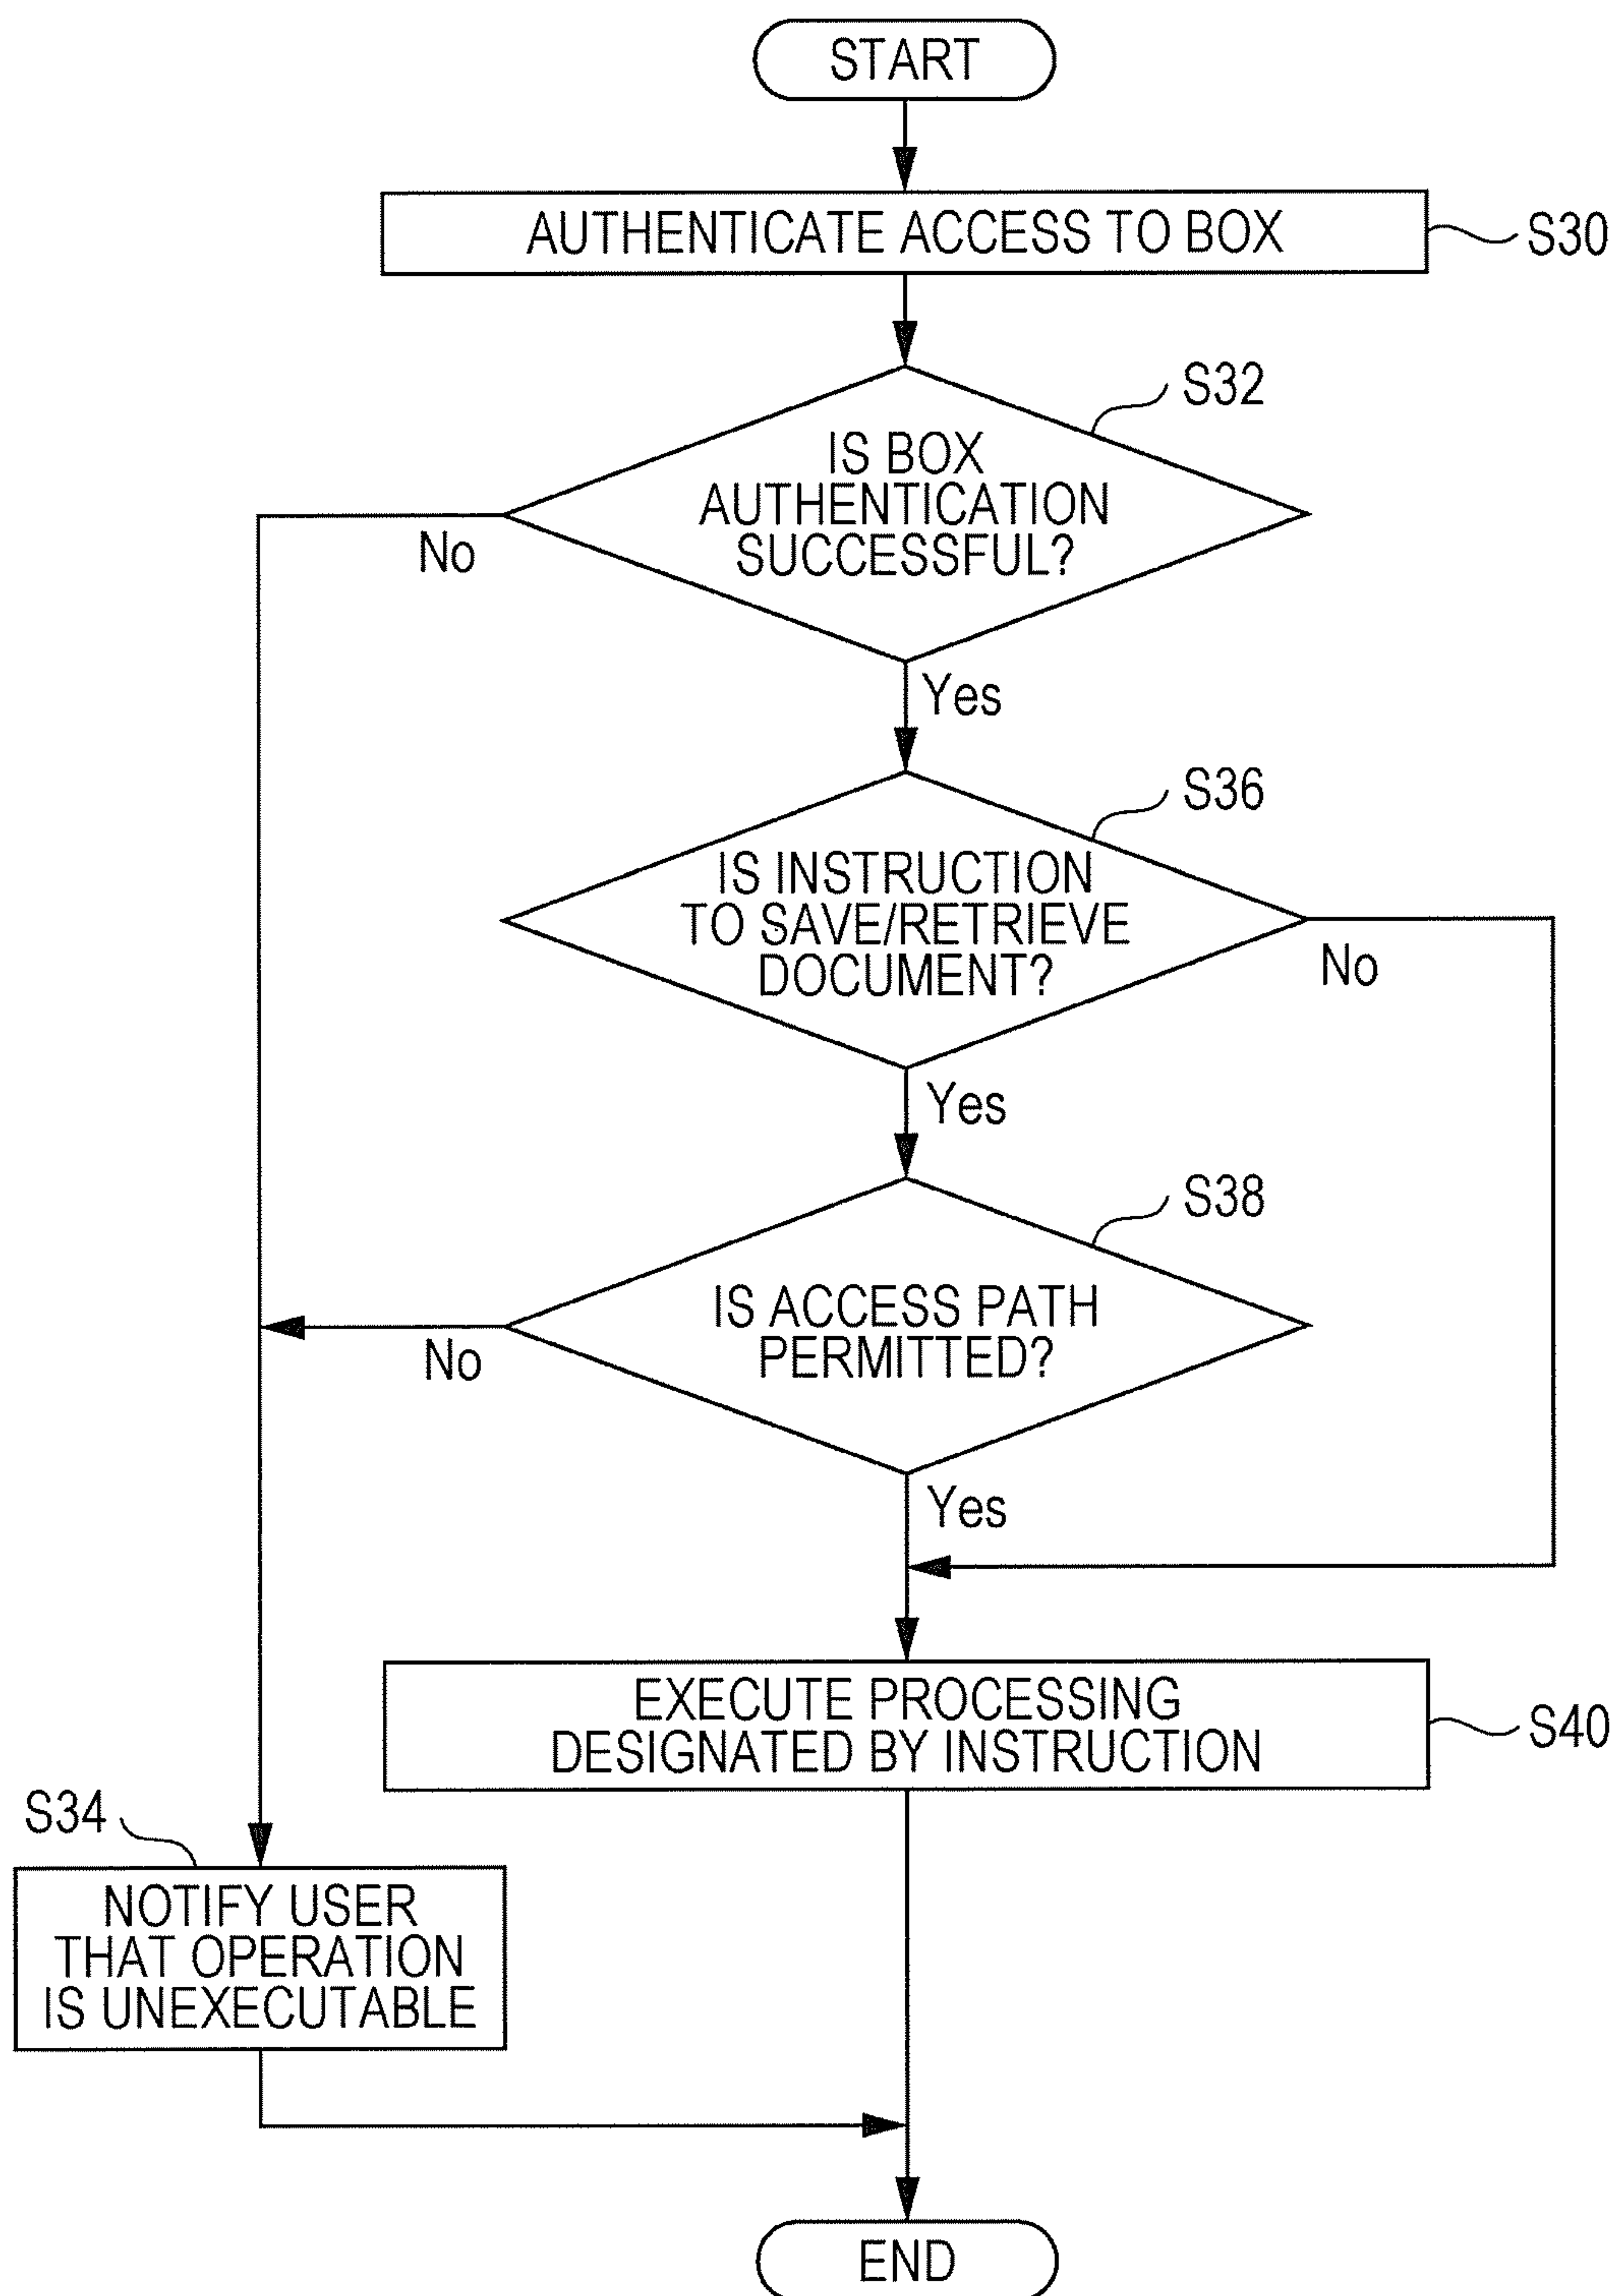 START
AUTHENTICATE ACCESS TO BOX
S30
S32
IS BOX
AUTHENTICATION
SUCCESSFUL?
No
Yes
S36
IS INSTRUCTION
TO SAVE/RETRIEVE
DOCUMENT?
No
Yes
S38
IS ACCESS PATH
PERMITTED?
No
Yes
EXECUTE PROCESSING
DESIGNATED BY INSTRUCTION
S40
S34
NOTIFY USER
THAT OPERATION
IS UNEXECUTABLE
END